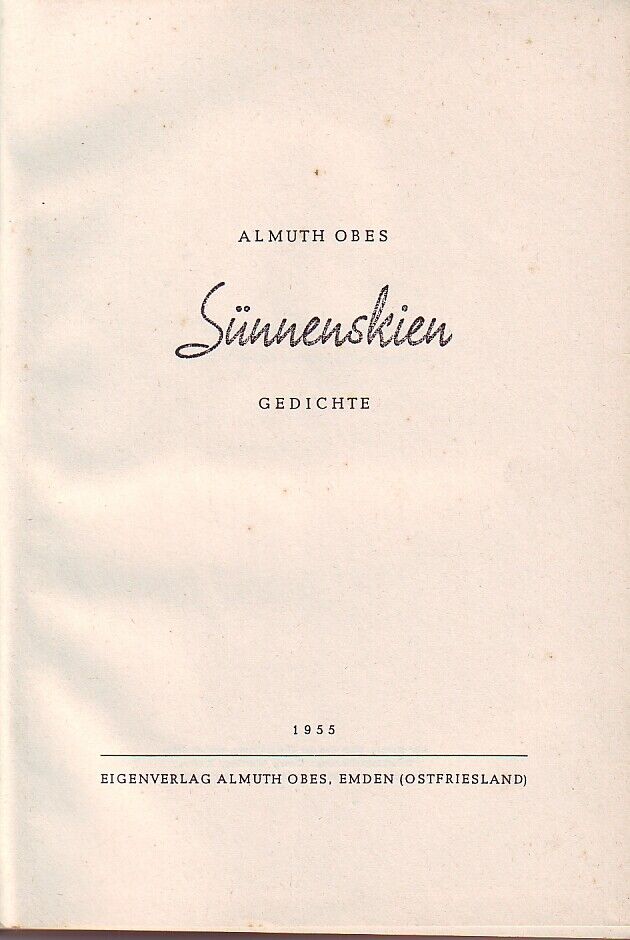 ALMUTH OBES
Sünnenskien
GEDICHTE
1955
EIGENVERLAG ALMUTH OBES, EMDEN (OSTFRIESLAND)